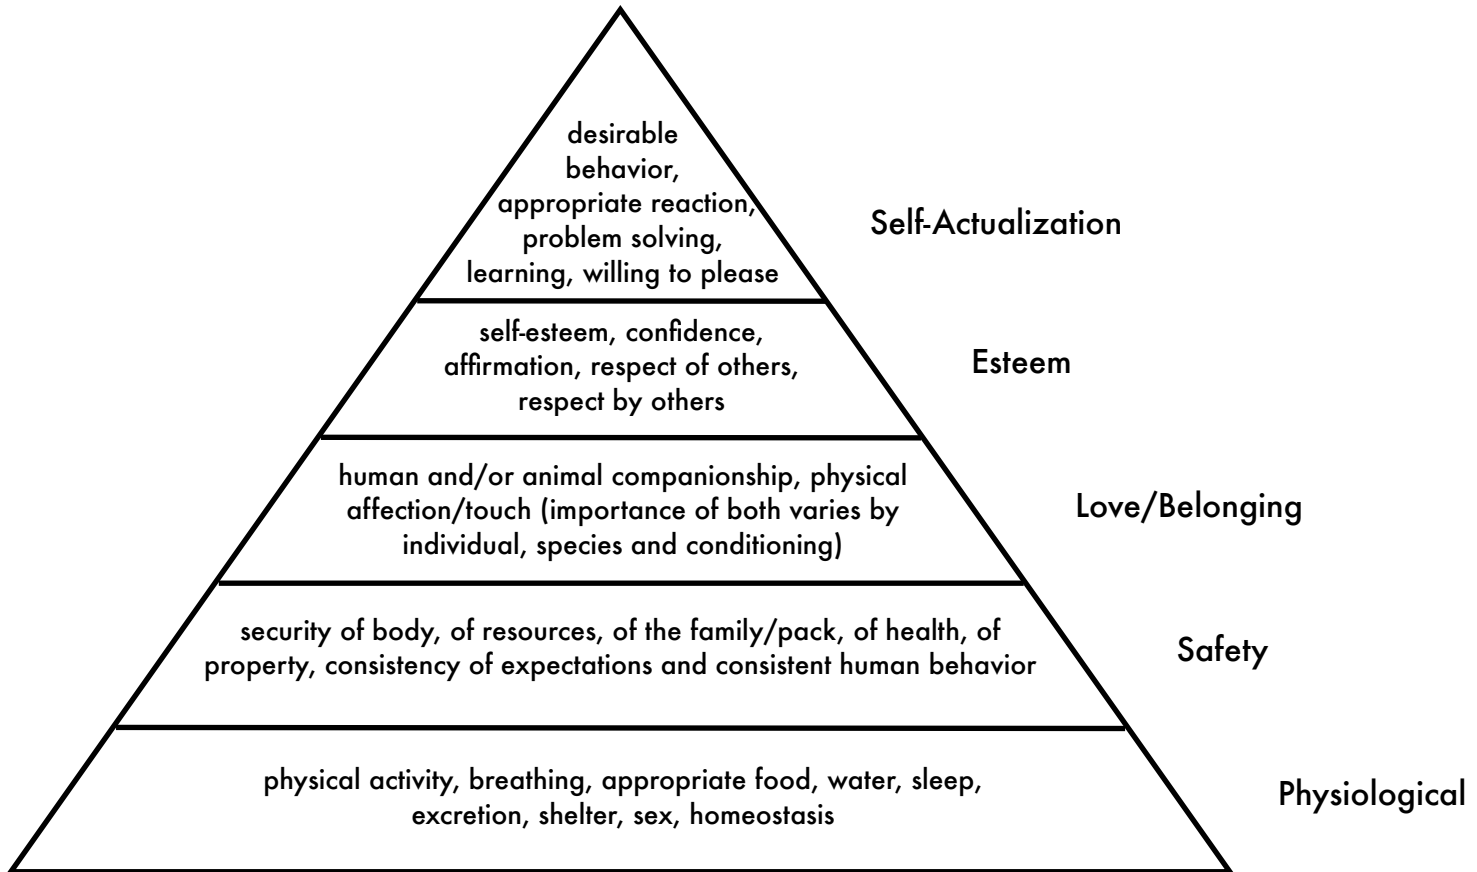 desirable
behavior,
appropriate reaction,
problem solving,
learning, willing to please
Self-Actualization
self-esteem, confidence,
affirmation, respect of others,
respect by others
Esteem
human and/or animal companionship, physical
affection/touch (importance of both varies by
individual, species and conditioning)
Love/Belonging
security of body, of resources, of the family/pack, of health, of
property, consistency of expectations and consistent human behavior
Safety
physical activity, breathing, appropriate food, water, sleep,
excretion, shelter, sex, homeostasis
Physiological